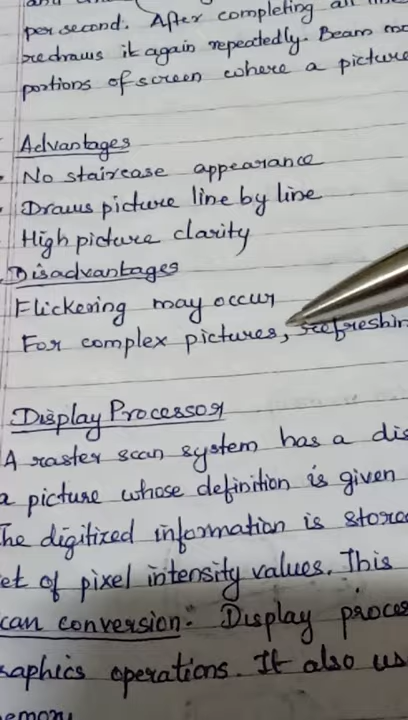 per second. After completing all
redraws it again repeatedly. Beam
portions of screen where a picture
Advantages
No staircase appearance
Draws picture line by line
High picture clarity
Disadvantages
Flickering may occur
For complex pictures, refreshin
Display Processor
A raster scan system has a dis
a picture whose definition is given
The digitized information is store
et of pixel intensity values. This
can conversion. Display proces
raphics operations. It also us
emory